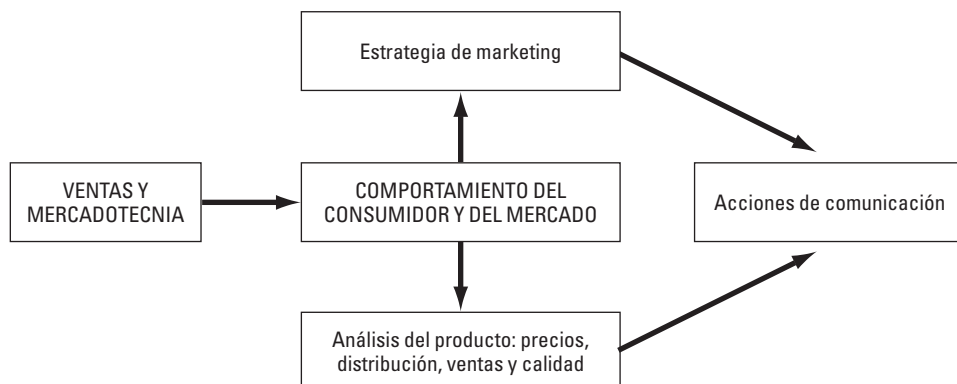 Estrategia de marketing
VENTAS Y
MERCADOTECNIA
COMPORTAMIENTO DEL
CONSUMIDOR Y DEL MERCADO
Acciones de comunicación
Análisis del producto: precios,
distribución, ventas y calidad